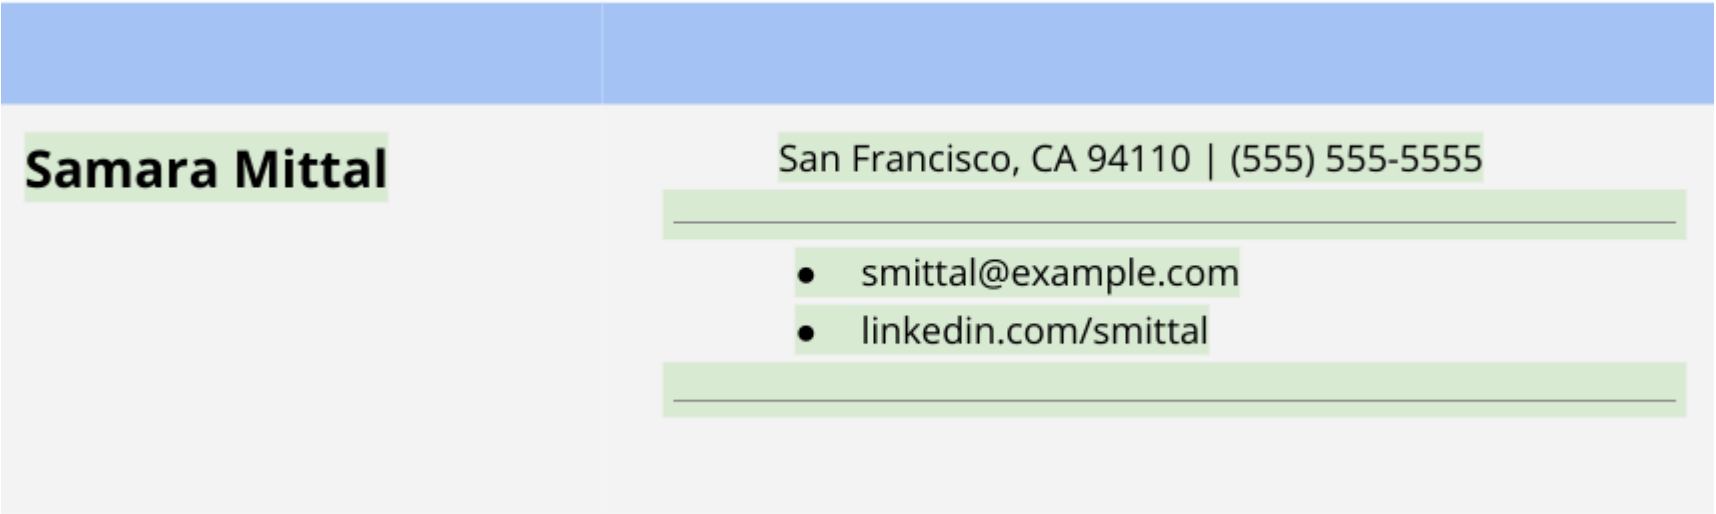 Samara Mittal
San Francisco, CA 94110 | (555) 555-5555
● smittal@example.com
● linkedin.com/smittal